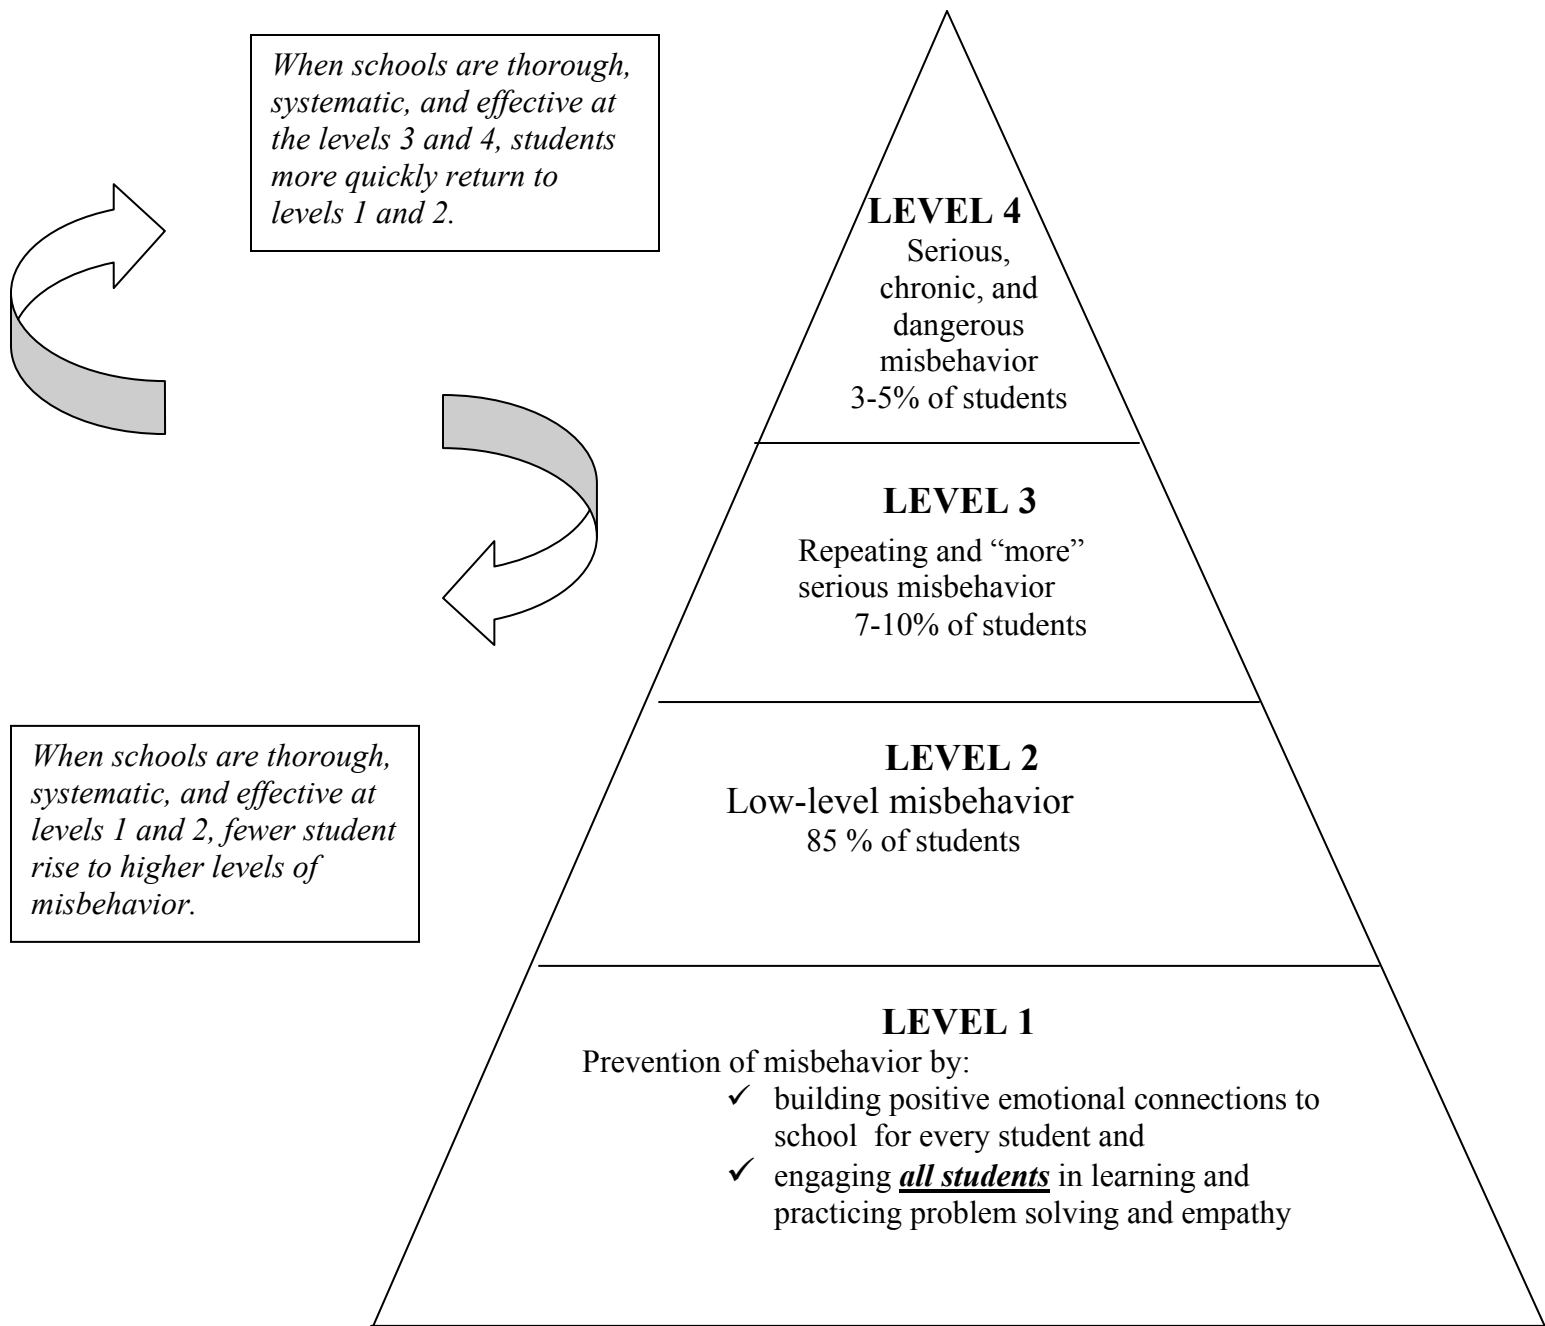 When schools are thorough,
systematic, and effective at
the levels 3 and 4, students
more quickly return to
levels 1 and 2.
LEVEL 4
Serious,
chronic, and
dangerous
misbehavior
3-5% of students
LEVEL 3
Repeating and “more”
serious misbehavior
7-10% of students
When schools are thorough,
systematic, and effective at
levels 1 and 2, fewer student
rise to higher levels of
misbehavior.
LEVEL 2
Low-level misbehavior
85 % of students
LEVEL 1
Prevention of misbehavior by:
✓ building positive emotional connections to
school  for every student and
✓ engaging all students in learning and
practicing problem solving and empathy